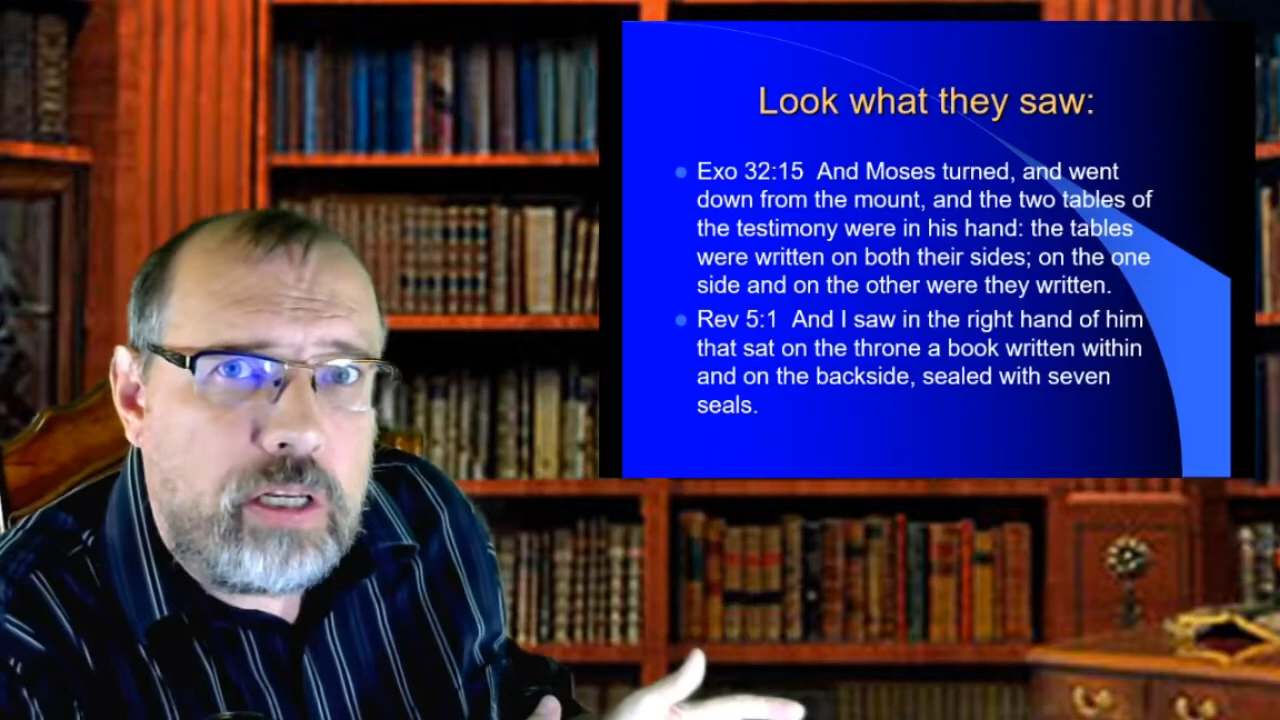 Look what they saw:
Exo 32:15  And Moses turned, and went
down from the mount, and the two tables of
the testimony were in his hand: the tables
were written on both their sides; on the one
side and on the other were they written.
Rev 5:1  And I saw in the right hand of him
that sat on the throne a book written within
and on the backside, sealed with seven
seals.